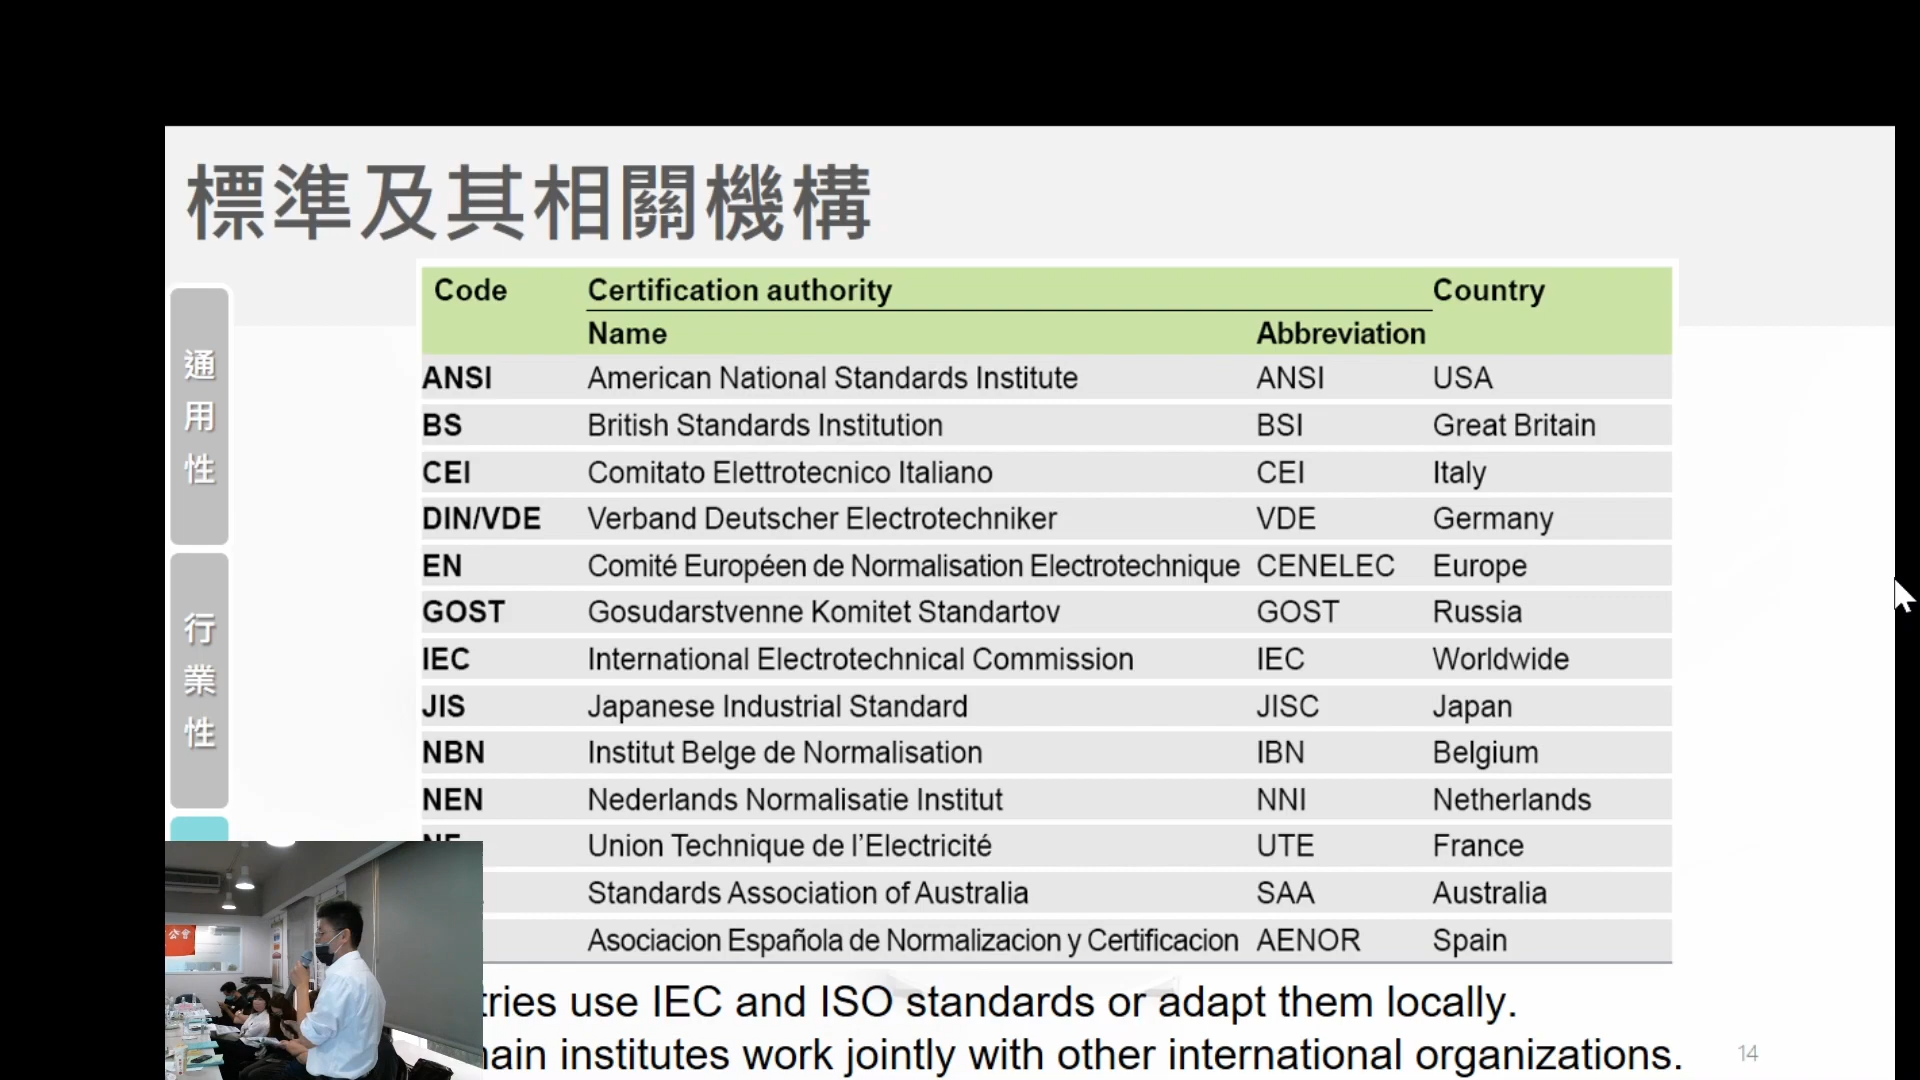 標準及其相關機構
通用性
行業性
Code Certification authority Country
Name Abbreviation
ANSI American National Standards Institute ANSI USA
BS British Standards Institution BSI Great Britain
CEI Comitato Elettrotecnico Italiano CEI Italy
DIN/VDE Verband Deutscher Electrotechniker VDE Germany
EN Comité Européen de Normalisation Electrotechnique CENELEC Europe
GOST Gosudarstvenne Komitet Standartov GOST Russia
IEC International Electrotechnical Commission IEC Worldwide
JIS Japanese Industrial Standard JISC Japan
NBN Institut Belge de Normalisation IBN Belgium
NEN Nederlands Normalisatie Institut NNI Netherlands
Union Technique de l’Electricité UTE France
Standards Association of Australia SAA Australia
Asociacion Española de Normalizacion y Certificacion AENOR Spain
use IEC and ISO standards or adapt them locally.
institutes work jointly with other international organizations.
14
公會